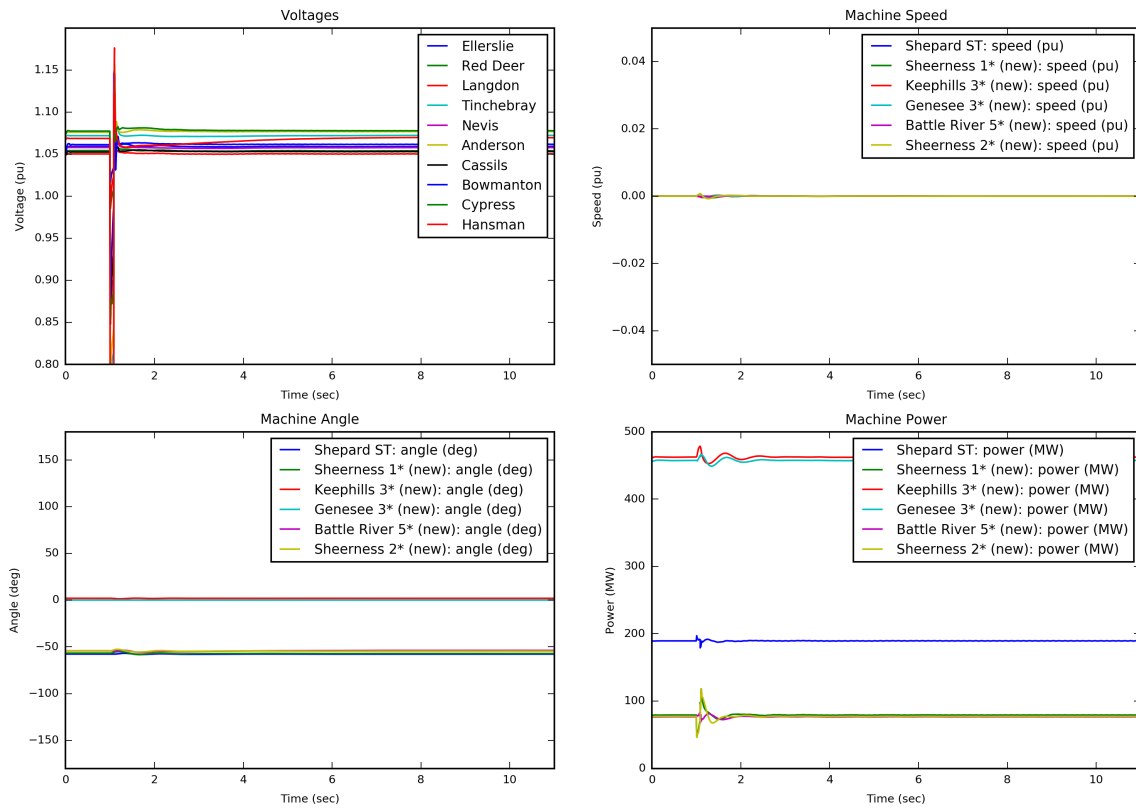 Voltages
Voltage (pu)
1.15
1.10
1.05
1.00
0.95
0.90
0.85
0.80
0 2 4 6 8 10
Time (sec)
Ellerslie
Red Deer
Langdon
Tinchebray
Nevis
Anderson
Cassils
Bowmanton
Cypress
Hansman
Machine Speed
Speed (pu)
0.04
0.02
0.00
−0.02
−0.04
0 2 4 6 8 10
Time (sec)
Shepard ST: speed (pu)
Sheerness 1* (new): speed (pu)
Keephills 3* (new): speed (pu)
Genesee 3* (new): speed (pu)
Battle River 5* (new): speed (pu)
Sheerness 2* (new): speed (pu)
Machine Angle
Angle (deg)
150
100
50
0
−50
−100
−150
0 2 4 6 8 10
Time (sec)
Shepard ST: angle (deg)
Sheerness 1* (new): angle (deg)
Keephills 3* (new): angle (deg)
Genesee 3* (new): angle (deg)
Battle River 5* (new): angle (deg)
Sheerness 2* (new): angle (deg)
Machine Power
Power (MW)
500
400
300
200
100
0
0 2 4 6 8 10
Time (sec)
Shepard ST: power (MW)
Sheerness 1* (new): power (MW)
Keephills 3* (new): power (MW)
Genesee 3* (new): power (MW)
Battle River 5* (new): power (MW)
Sheerness 2* (new): power (MW)